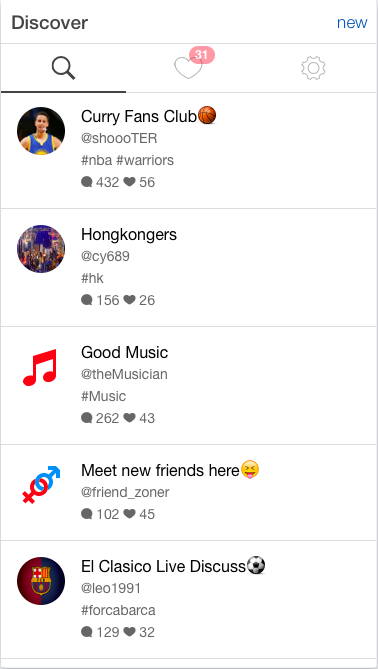 Discover new
31
Curry Fans Club🏀
@shoooTER
#nba #warriors
432 56
Hongkongers
@cy689
#hk
156 26
Good Music
@theMusician
#Music
262 43
Meet new friends here😝
@friend_zoner
102 45
El Clasico Live Discuss⚽
@leo1991
#forcabarca
129 32